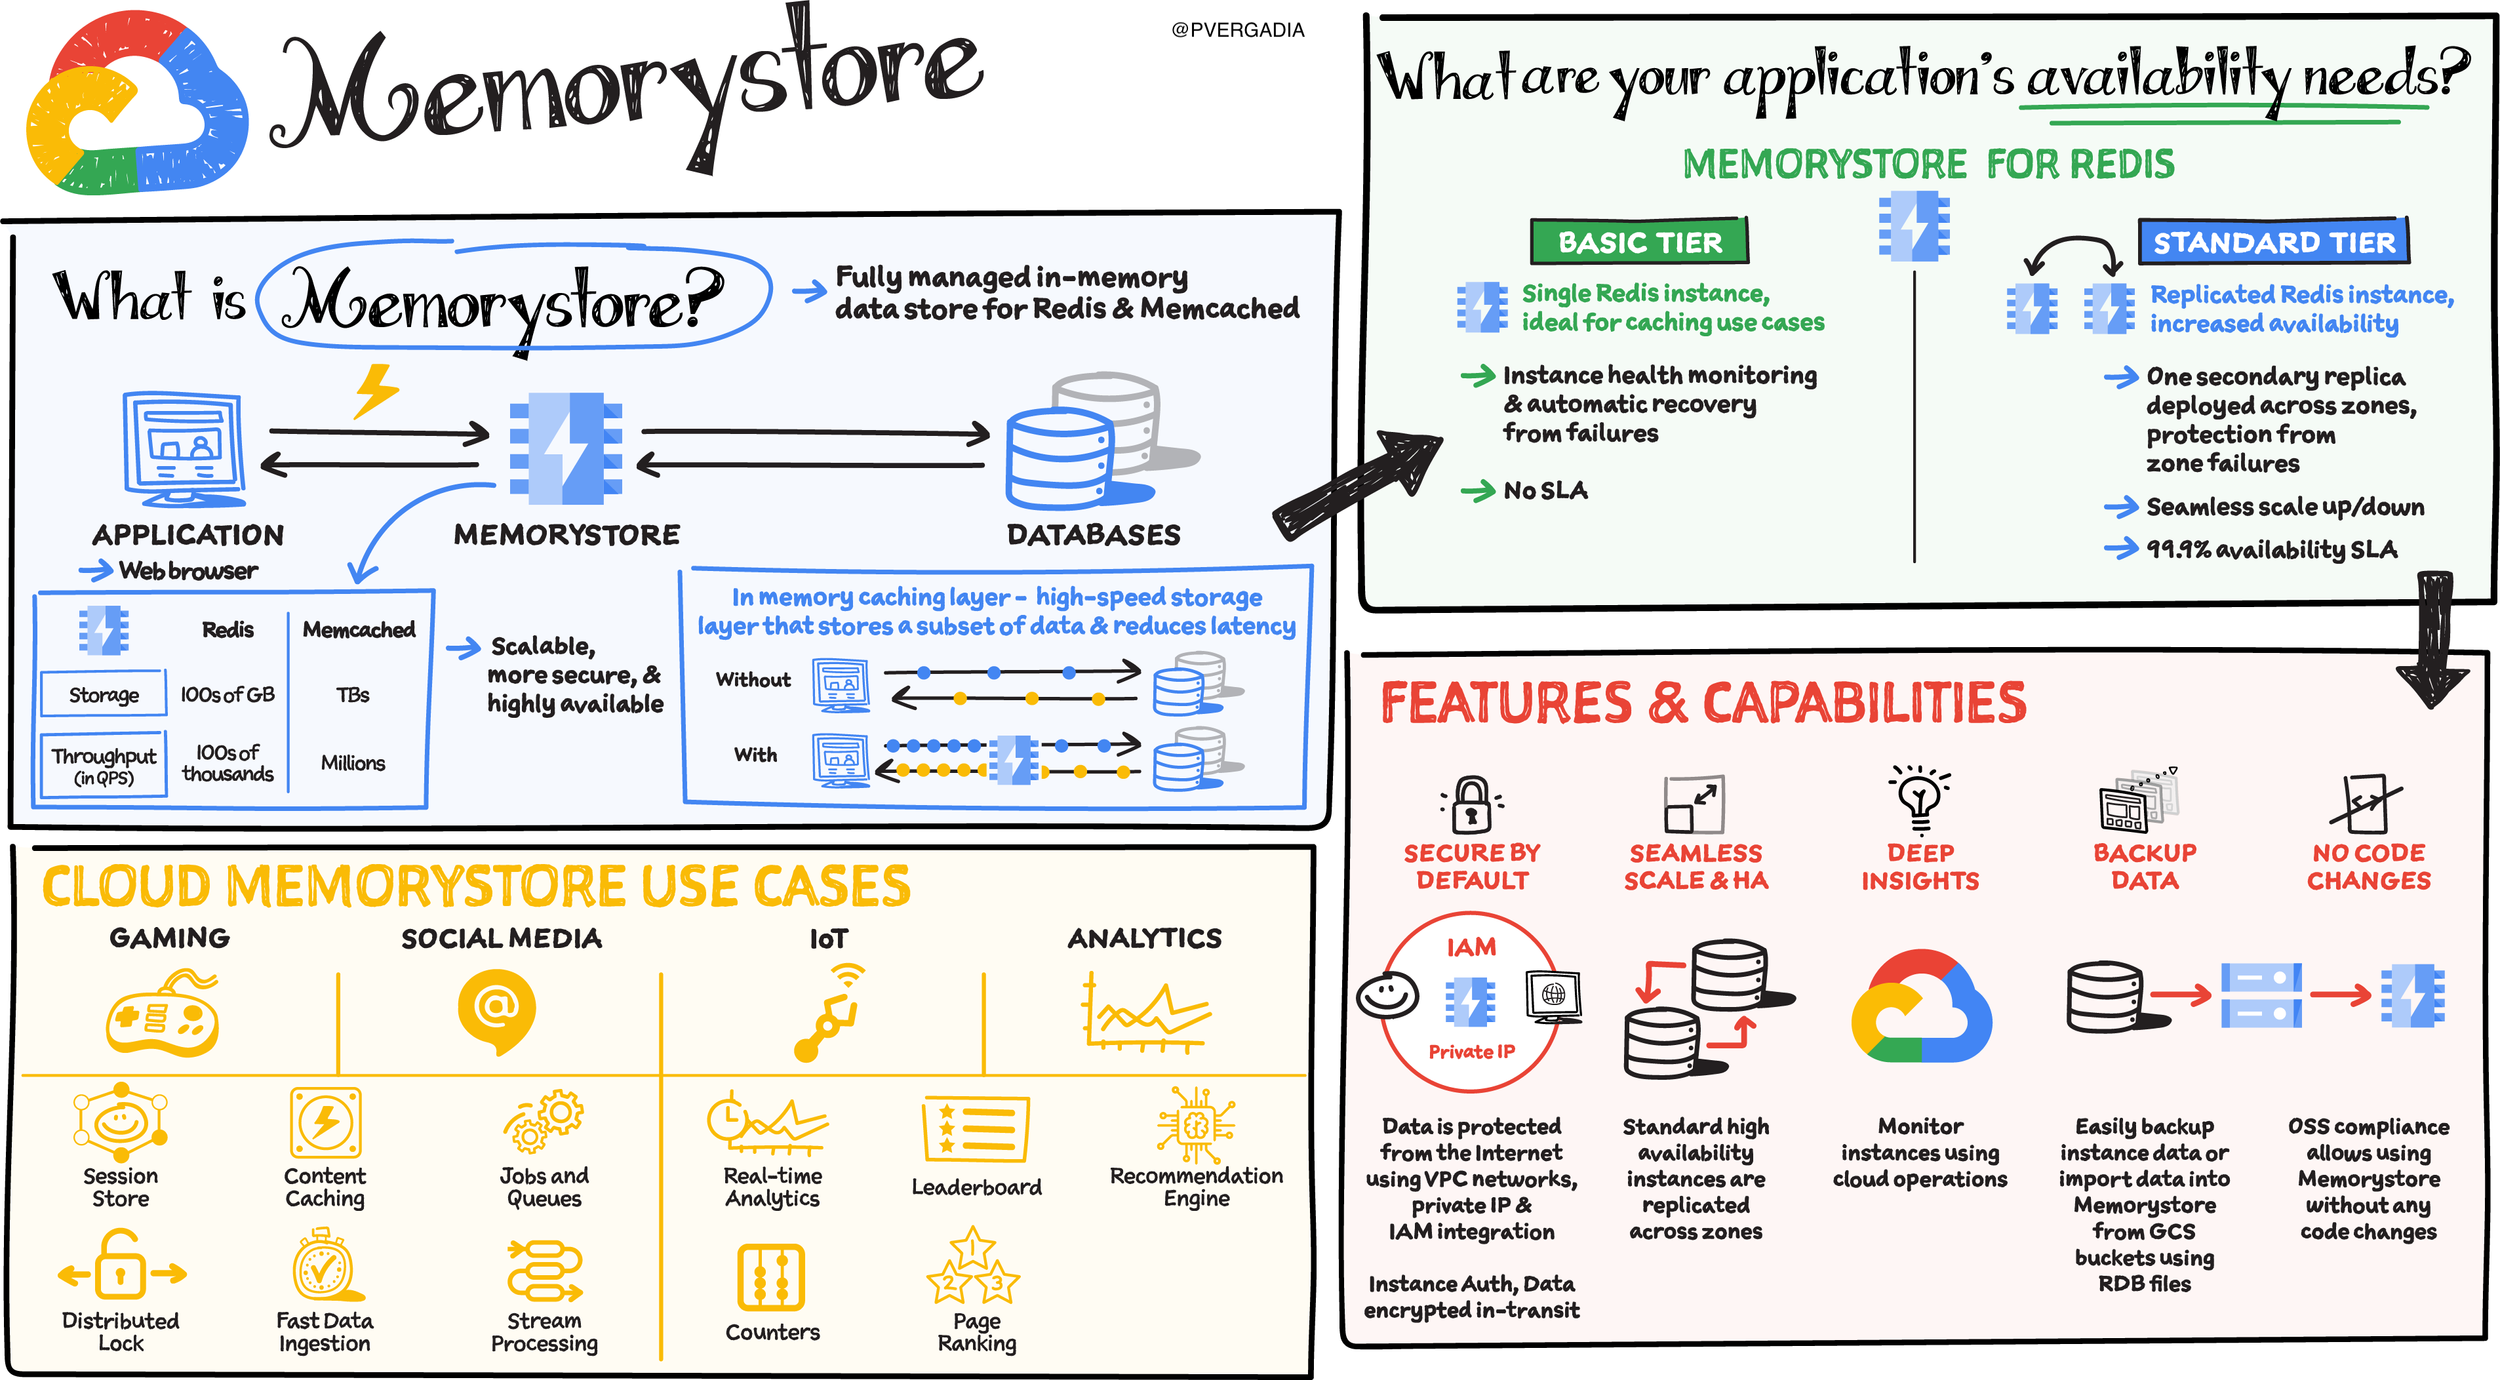 Memorystore
@PVERGADIA
What is Memorystore?
Fully managed in-memory
data store for Redis & Memcached
APPLICATION
Web browser
MEMORYSTORE
DATABASES
Redis
Memcached
Storage
100s of GB
TBs
Throughput
(in QPS)
100s of
thousands
Millions
Scalable,
more secure, &
highly available
In memory caching layer - high-speed storage
layer that stores a subset of data & reduces latency
Without
With
What are your application's availability needs?
MEMORYSTORE FOR REDIS
BASIC TIER
Single Redis instance,
ideal for caching use cases
Instance health monitoring
& automatic recovery
from failures
No SLA
STANDARD TIER
Replicated Redis instance,
increased availability
One secondary replica
deployed across zones,
protection from
zone failures
Seamless scale up/down
99.9% availability SLA
CLOUD MEMORYSTORE USE CASES
GAMING
SOCIAL MEDIA
IoT
ANALYTICS
@
Session
Store
Content
Caching
Jobs and
Queues
Real-time
Analytics
Leaderboard
Recommendation
Engine
Distributed
Lock
Fast Data
Ingestion
Stream
Processing
Counters
1
2
3
Page
Ranking
FEATURES & CAPABILITIES
SECURE BY
DEFAULT
IAM
Private IP
Data is protected
from the Internet
using VPC networks,
private IP &
IAM integration
Instance Auth, Data
encrypted in-transit
SEAMLESS
SCALE & HA
Standard high
availability
instances are
replicated
across zones
DEEP
INSIGHTS
Monitor
instances using
cloud operations
BACKUP
DATA
Easily backup
instance data or
import data into
Memorystore
from GCS
buckets using
RDB files
NO CODE
CHANGES
OSS compliance
allows using
Memorystore
without any
code changes